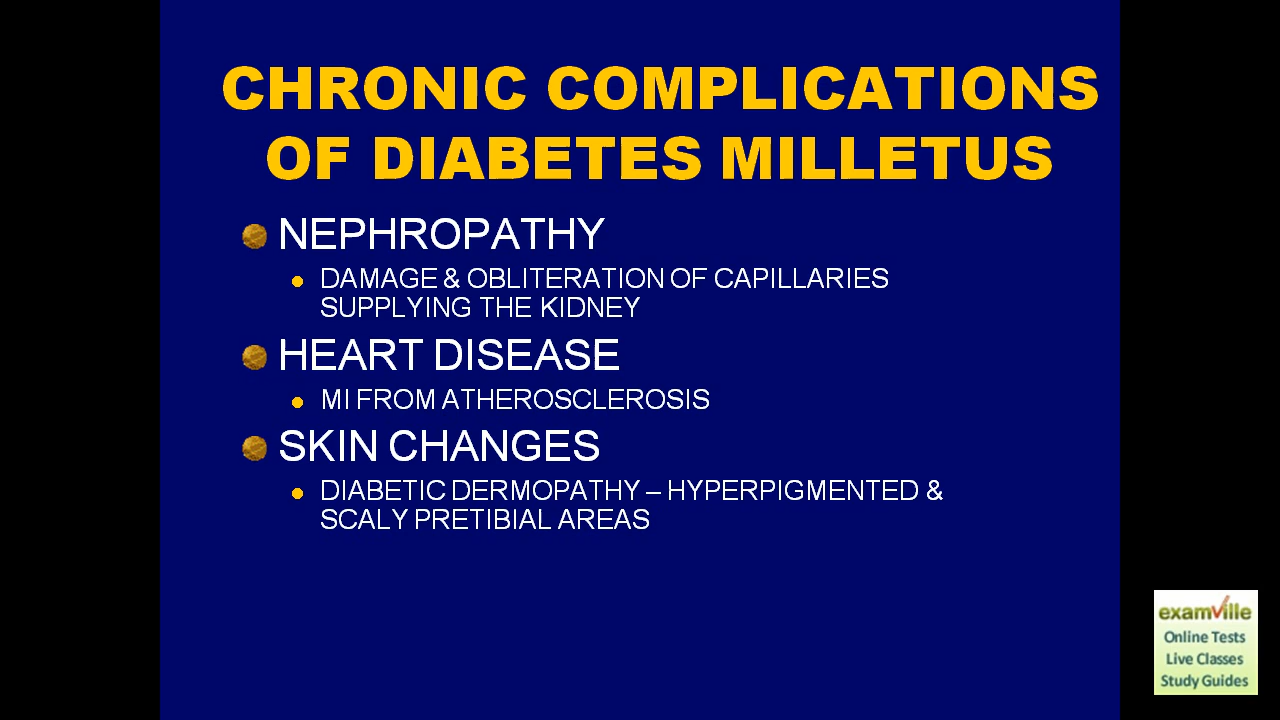 CHRONIC COMPLICATIONS
OF DIABETES MILLETUS
NEPHROPATHY
DAMAGE & OBLITERATION OF CAPILLARIES
SUPPLYING THE KIDNEY
HEART DISEASE
MI FROM ATHEROSCLEROSIS
SKIN CHANGES
DIABETIC DERMOPATHY – HYPERPIGMENTED &
SCALY PRETIBIAL AREAS
examville
Online Tests
Live Classes
Study Guides